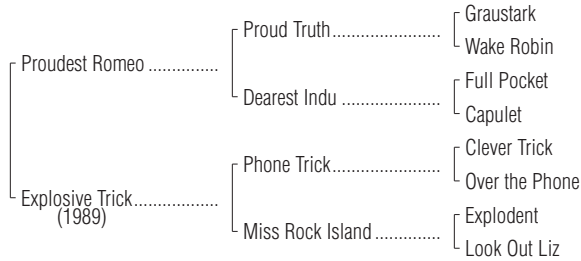 Graustark
Proud Truth......................
Wake Robin
Proudest Romeo ...............
Full Pocket
Dearest Indu ....................
Capulet
Clever Trick
Phone Trick......................
Over the Phone
Explosive Trick.................
(1989)
Explodent
Miss Rock Island .............
Look Out Liz